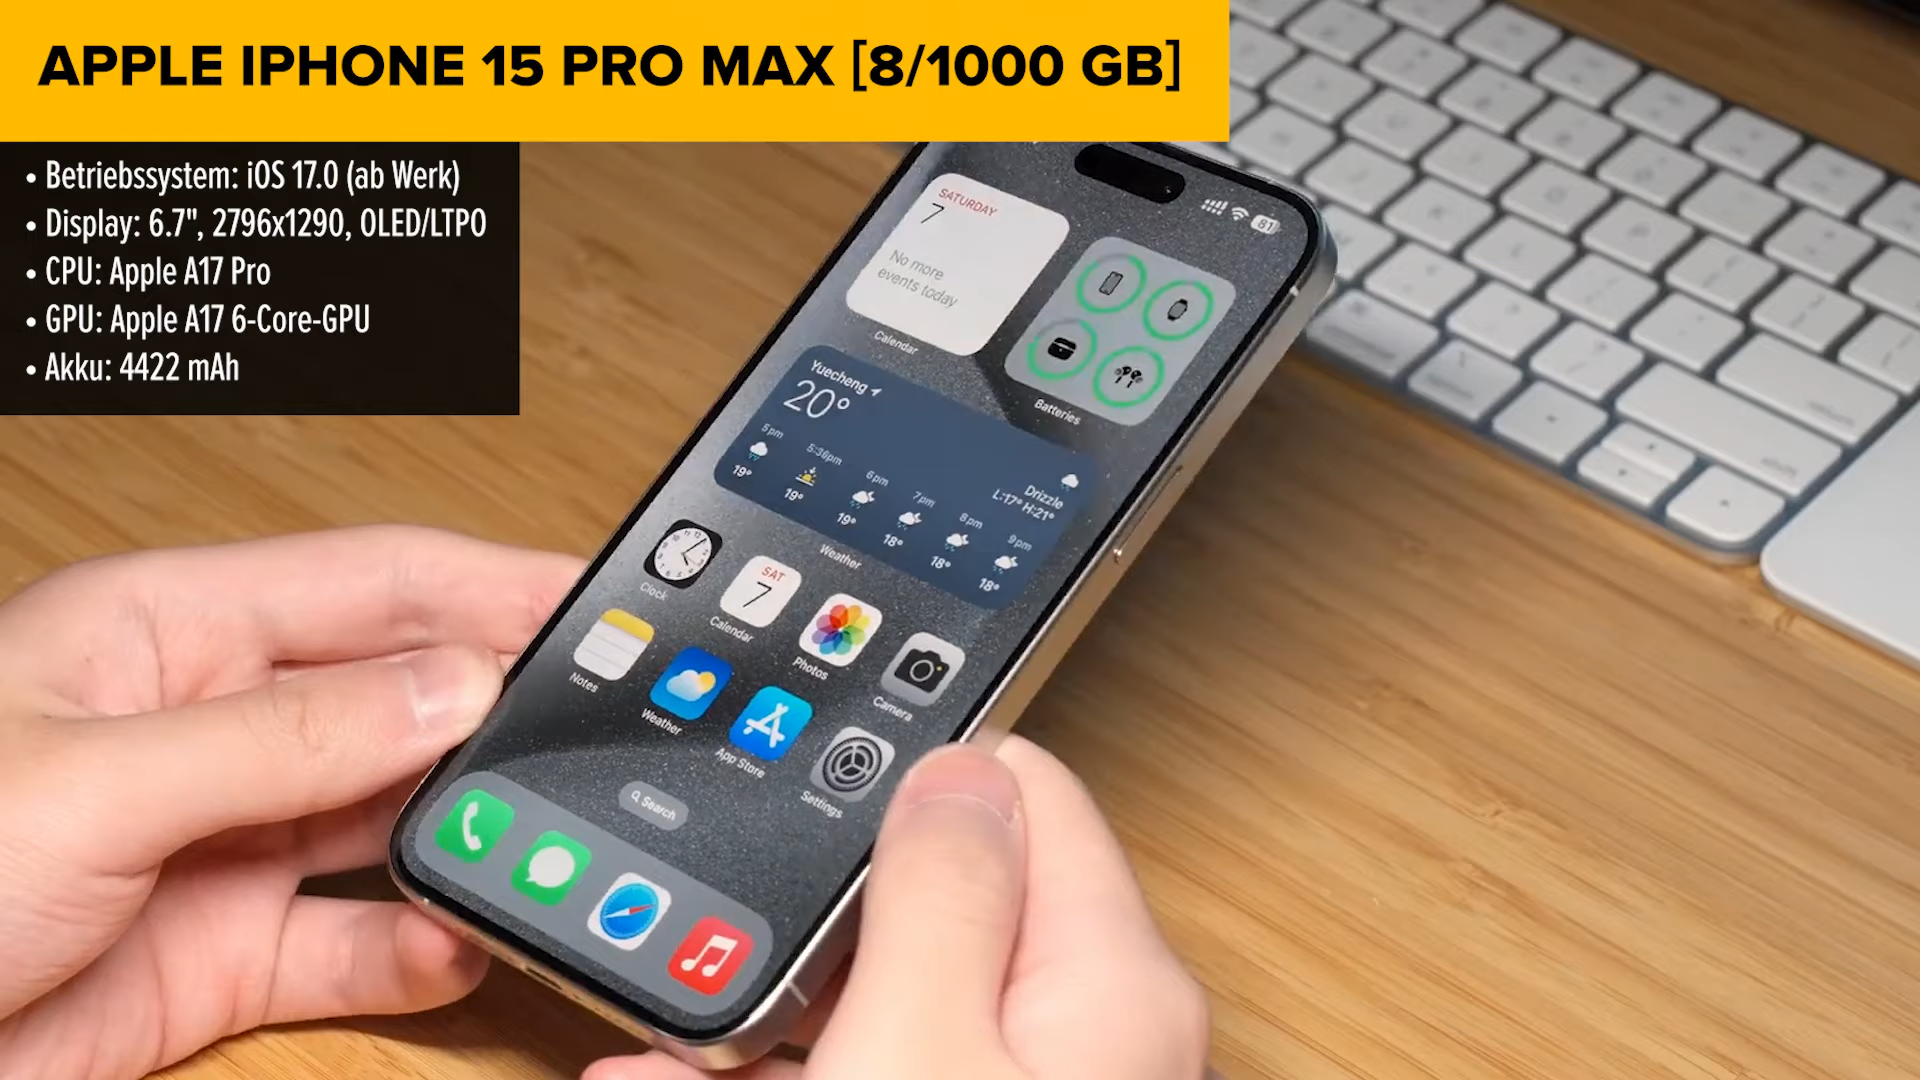 APPLE IPHONE 15 PRO MAX [8/1000 GB]
• Betriebssystem: iOS 17.0 (ab Werk)
• Display: 6.7", 2796x1290, OLED/LTPO
• CPU: Apple A17 Pro
• GPU: Apple A17 6-Core-GPU
• Akku: 4422 mAh
81
SATURDAY
7
No more
events today
Calendar
Batteries
Yuecheng
20°
Drizzle
L:17° H:21°
5pm 5:36pm 6pm 7pm 8pm 9pm
19° 19° 19° 18° 18° 18°
Weather
Clock
SAT
7
Calendar
Photos
Camera
Notes
Weather
App Store
Settings
Search